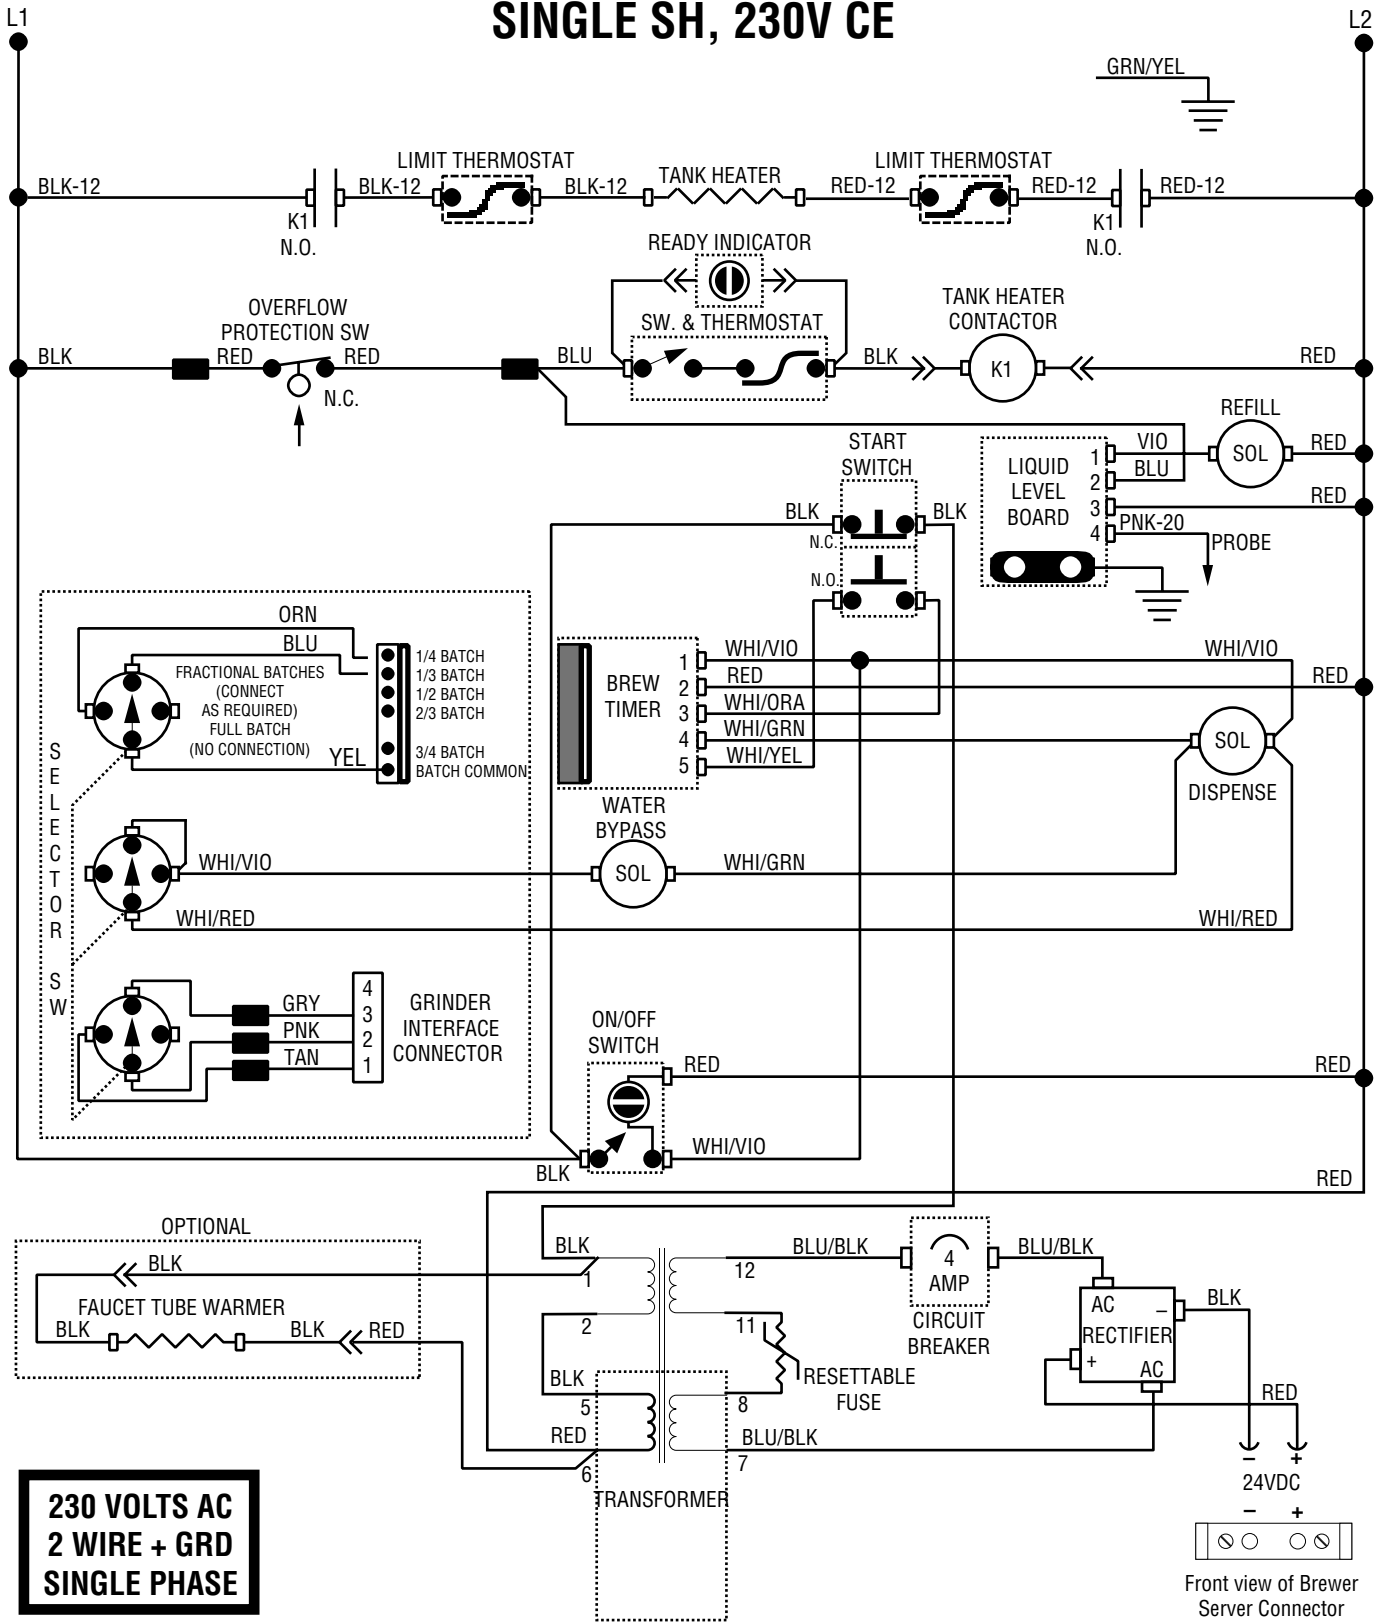 SINGLE SH, 230V CE
L1
L2
GRN/YEL
LIMIT THERMOSTAT
TANK HEATER
LIMIT THERMOSTAT
BLK-12
BLK-12
BLK-12
RED-12
RED-12
RED-12
K1
N.O.
K1
N.O.
READY INDICATOR
OVERFLOW
PROTECTION SW
SW. & THERMOSTAT
TANK HEATER
CONTACTOR
BLK
RED
RED
BLU
BLK
K1
RED
N.C.
REFILL
START
SWITCH
LIQUID
LEVEL
BOARD
1
2
3
4
VIO
BLU
SOL
RED
RED
PNK-20
PROBE
BLK
BLK
N.C.
N.O.
ORN
BLU
FRACTIONAL BATCHES
(CONNECT
AS REQUIRED)
FULL BATCH
(NO CONNECTION)
YEL
1/4 BATCH
1/3 BATCH
1/2 BATCH
2/3 BATCH
3/4 BATCH
BATCH COMMON
BREW
TIMER
1
2
3
4
5
WHI/VIO
RED
WHI/ORA
WHI/GRN
WHI/YEL
WHI/VIO
RED
SOL
DISPENSE
SELECTOR SW
WATER
BYPASS
WHI/VIO
SOL
WHI/GRN
WHI/RED
WHI/RED
GRY
PNK
TAN
4
3
2
1
GRINDER
INTERFACE
CONNECTOR
ON/OFF
SWITCH
RED
RED
WHI/VIO
BLK
RED
OPTIONAL
BLK
FAUCET TUBE WARMER
BLK
BLK
RED
BLK
1
2
BLK
5
RED
6
TRANSFORMER
12
11
8
7
BLU/BLK
4
AMP
CIRCUIT
BREAKER
BLU/BLK
RESETTABLE
FUSE
BLU/BLK
AC
–
RECTIFIER
+
AC
BLK
RED
– +
24VDC
– +
Front view of Brewer
Server Connector
230 VOLTS AC
2 WIRE + GRD
SINGLE PHASE